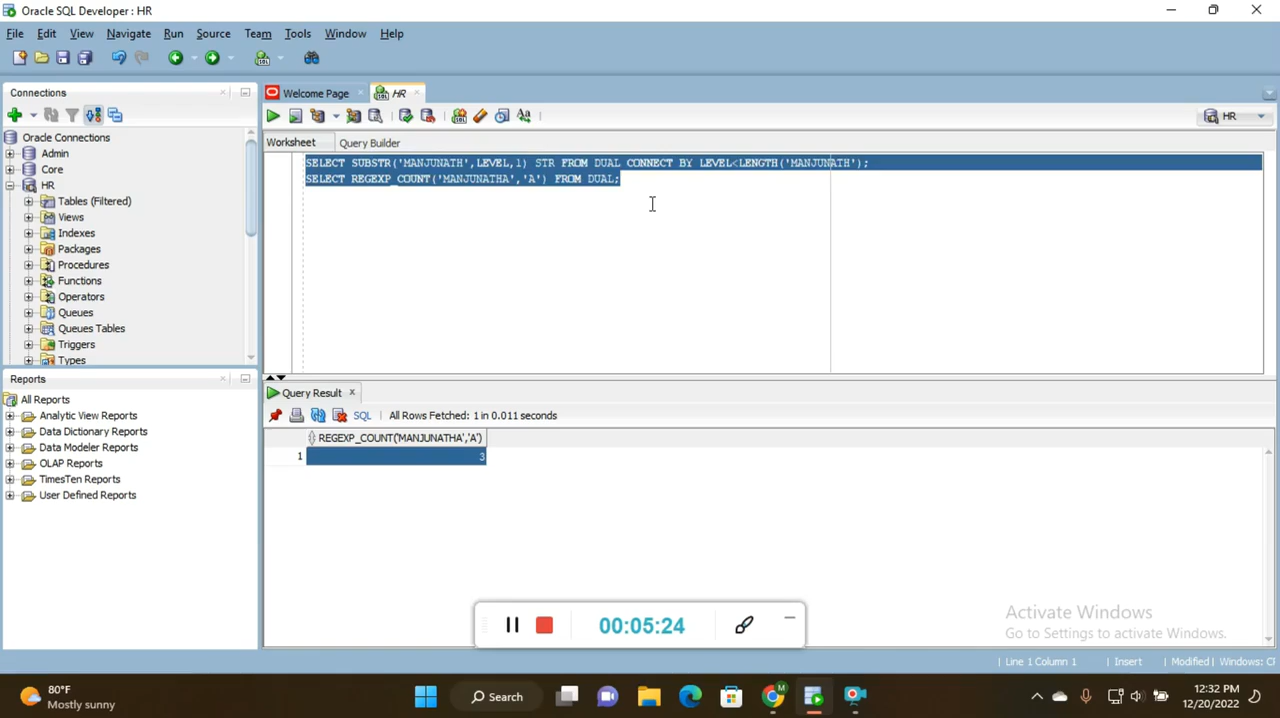 Oracle SQL Developer : HR
File Edit View Navigate Run Source Team Tools Window Help
Connections
Oracle Connections
Admin
Core
HR
Tables (Filtered)
Views
Indexes
Packages
Procedures
Functions
Operators
Queues
Queues Tables
Triggers
Types
Reports
All Reports
Analytic View Reports
Data Dictionary Reports
Data Modeler Reports
OLAP Reports
TimesTen Reports
User Defined Reports
Welcome Page HR
HR
Worksheet Query Builder
SELECT SUBSTR('MANJUNATH',LEVEL,1) STR FROM DUAL CONNECT BY LEVEL<LENGTH('MANJUNATH');
SELECT REGEXP_COUNT('MANJUNATHA','A') FROM DUAL;
Query Result
SQL | All Rows Fetched: 1 in 0.011 seconds
REGEXP_COUNT('MANJUNATHA','A')
1 3
00:05:24
Activate Windows
Go to Settings to activate Windows.
Line 1 Column 1 | Insert | Modified | Windows: C
80°F
Mostly sunny
Search
12:32 PM
12/20/2022